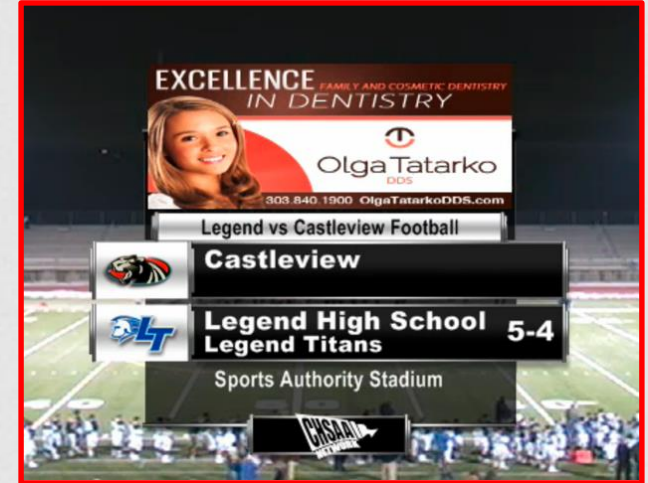 EXCELLENCE FAMILY AND COSMETIC DENTISTRY
IN DENTISTRY
Olga Tatarko
DDS
303.840.1900 OlgaTatarkoDDS.com
Legend vs Castleview Football
Castleview
LT
Legend High School 5-4
Legend Titans
Sports Authority Stadium
CHSAA
NETWORK